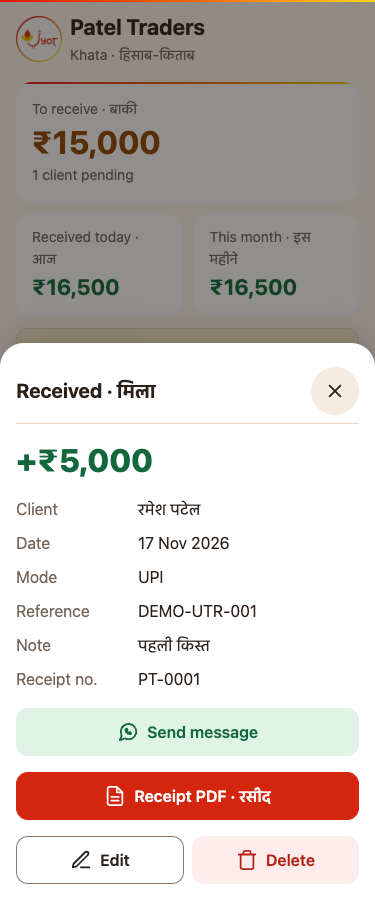 Jyot
Patel Traders
Khata · हिसाब-किताब
To receive · बाकी
₹15,000
1 client pending
Received today · आज
₹16,500
This month · इस महीने
₹16,500
Received · मिला
+₹5,000
Client रमेश पटेल
Date 17 Nov 2026
Mode UPI
Reference DEMO-UTR-001
Note पहली किस्त
Receipt no. PT-0001
Send message
Receipt PDF · रसीद
Edit
Delete